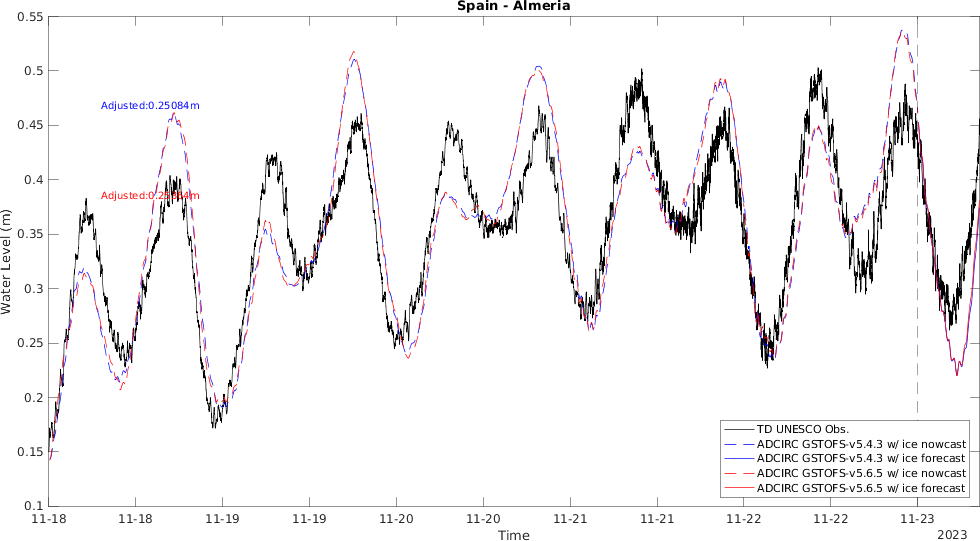 Spain - Almeria
0.55
0.5
0.45
0.4
0.35
0.3
0.25
0.2
0.15
0.1
Water Level (m)
Adjusted:0.25084m
TD UNESCO Obs.
ADCIRC GSTOFS-v5.4.3 w/ ice nowcast
ADCIRC GSTOFS-v5.4.3 w/ ice forecast
ADCIRC GSTOFS-v5.6.5 w/ ice nowcast
ADCIRC GSTOFS-v5.6.5 w/ ice forecast
11-18 11-18 11-19 11-19 11-20 11-20 11-21 11-21 11-22 11-22 11-23
Time
2023